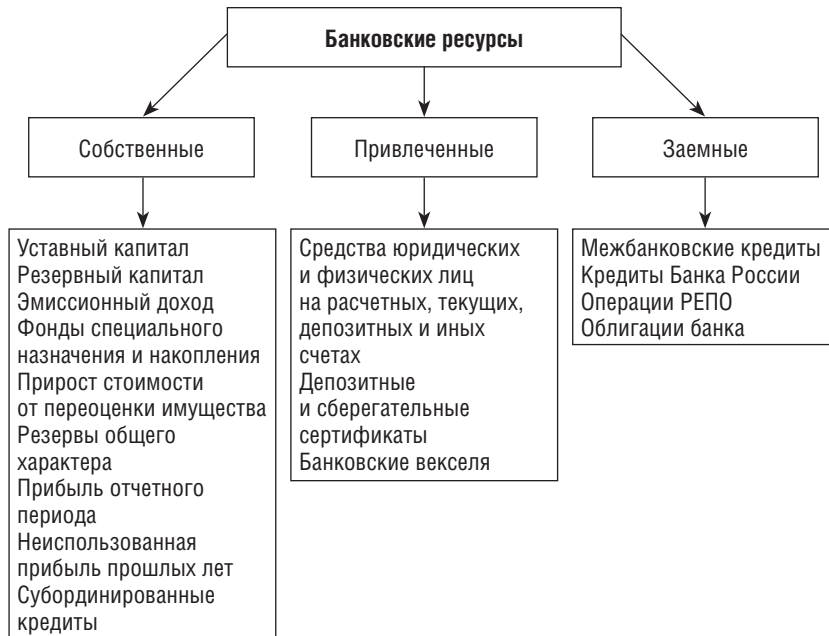 Банковские ресурсы
Собственные
Привлеченные
Заемные
Уставный капитал
Резервный капитал
Эмиссионный доход
Фонды специального
назначения и накопления
Прирост стоимости
от переоценки имущества
Резервы общего
характера
Прибыль отчетного
периода
Неиспользованная
прибыль прошлых лет
Субординированные
кредиты
Средства юридических
и физических лиц
на расчетных, текущих,
депозитных и иных
счетах
Депозитные
и сберегательные
сертификаты
Банковские векселя
Межбанковские кредиты
Кредиты Банка России
Операции РЕПО
Облигации банка